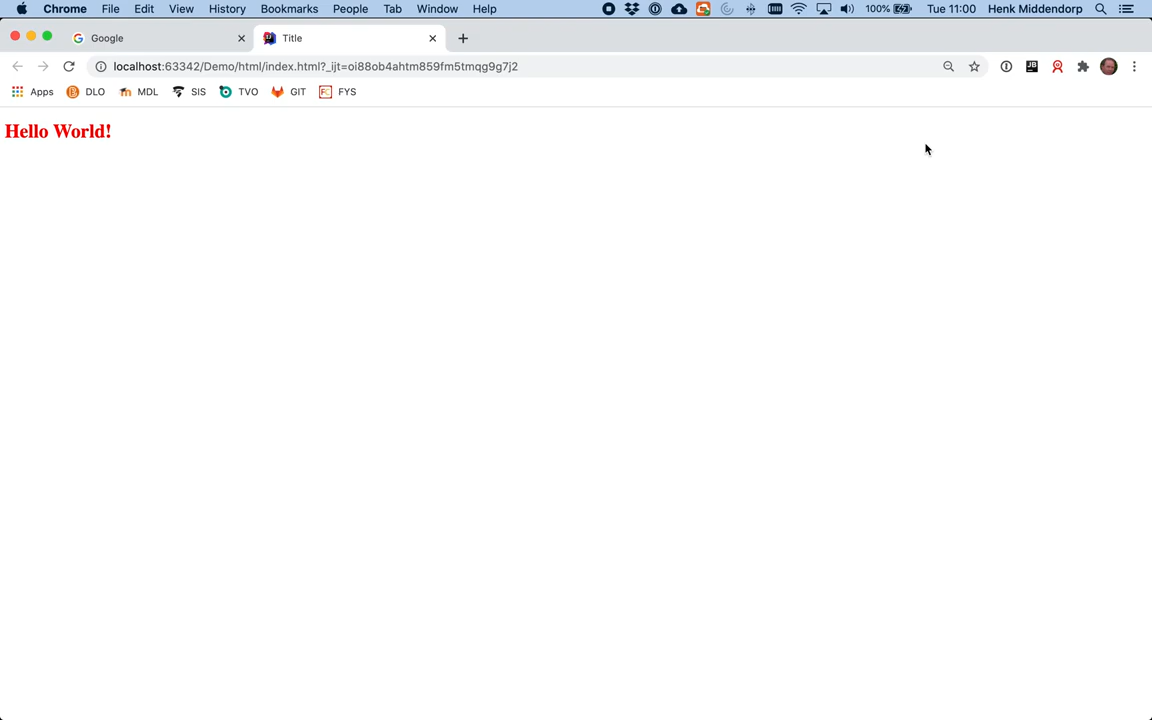 Chrome File Edit View History Bookmarks People Tab Window Help 100% Tue 11:00 Henk Middendorp
Google Title
localhost:63342/Demo/html/index.html?_ijt=oi88ob4ahtm859fm5tmqg9g7j2
Apps DLO MDL SIS TVO GIT FYS
Hello World!